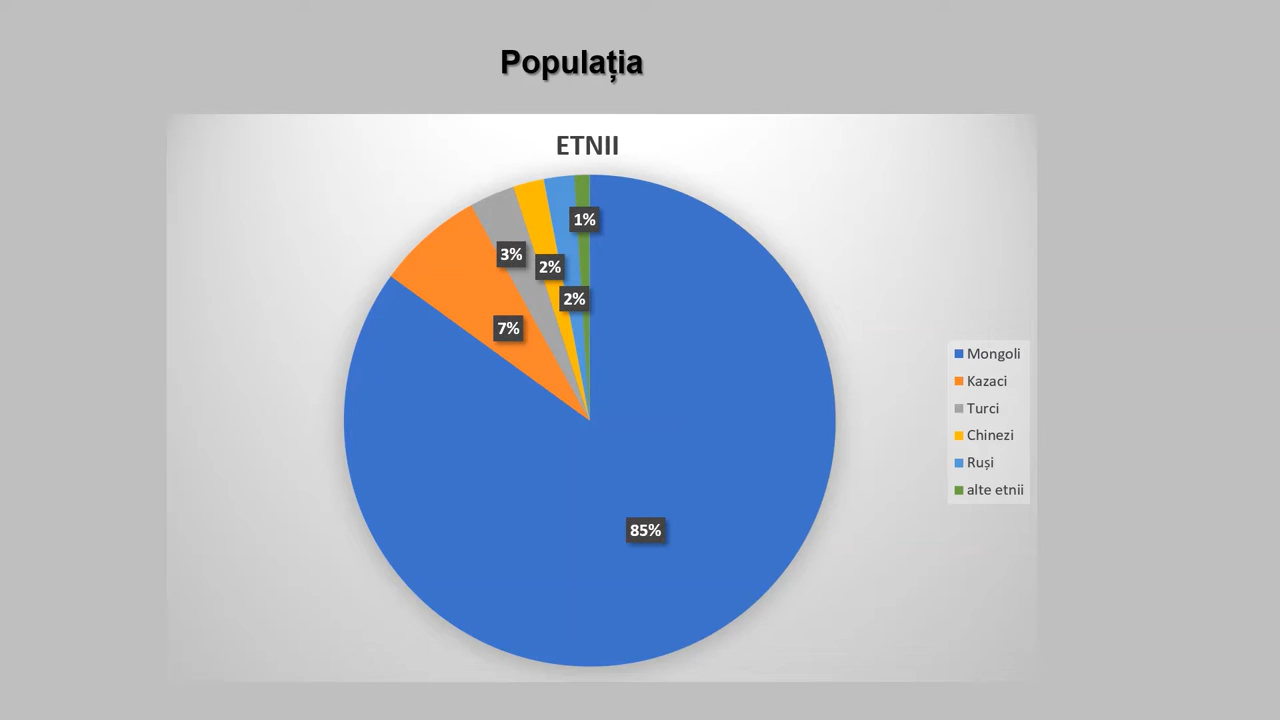 Populația
ETNII
1%
3%
2%
2%
7%
85%
Mongoli
Kazaci
Turci
Chinezi
Ruși
alte etnii